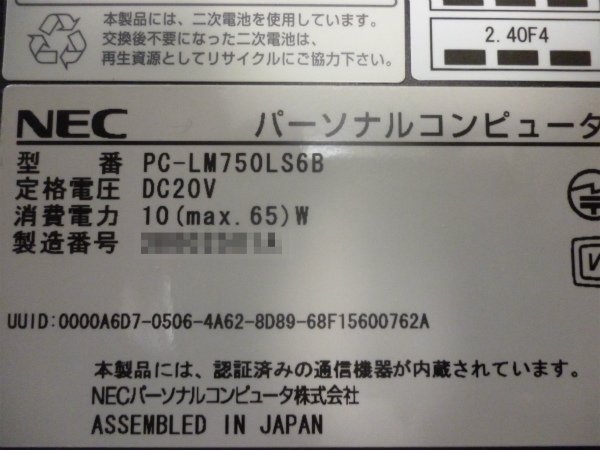 本製品には、二次電池を使用しています。
交換後不要になった二次電池は、
再生資源としてリサイクルにご協力下さい。
2.40F4
NEC パーソナルコンピュータ
型番 PC-LM750LS6B
定格電圧 DC20V
消費電力 10(max.65)W
製造番号
UUID:0000A6D7-0506-4A62-8D89-68F15600762A
本製品には、認証済みの通信機器が内蔵されています。
NECパーソナルコンピュータ株式会社
ASSEMBLED IN JAPAN